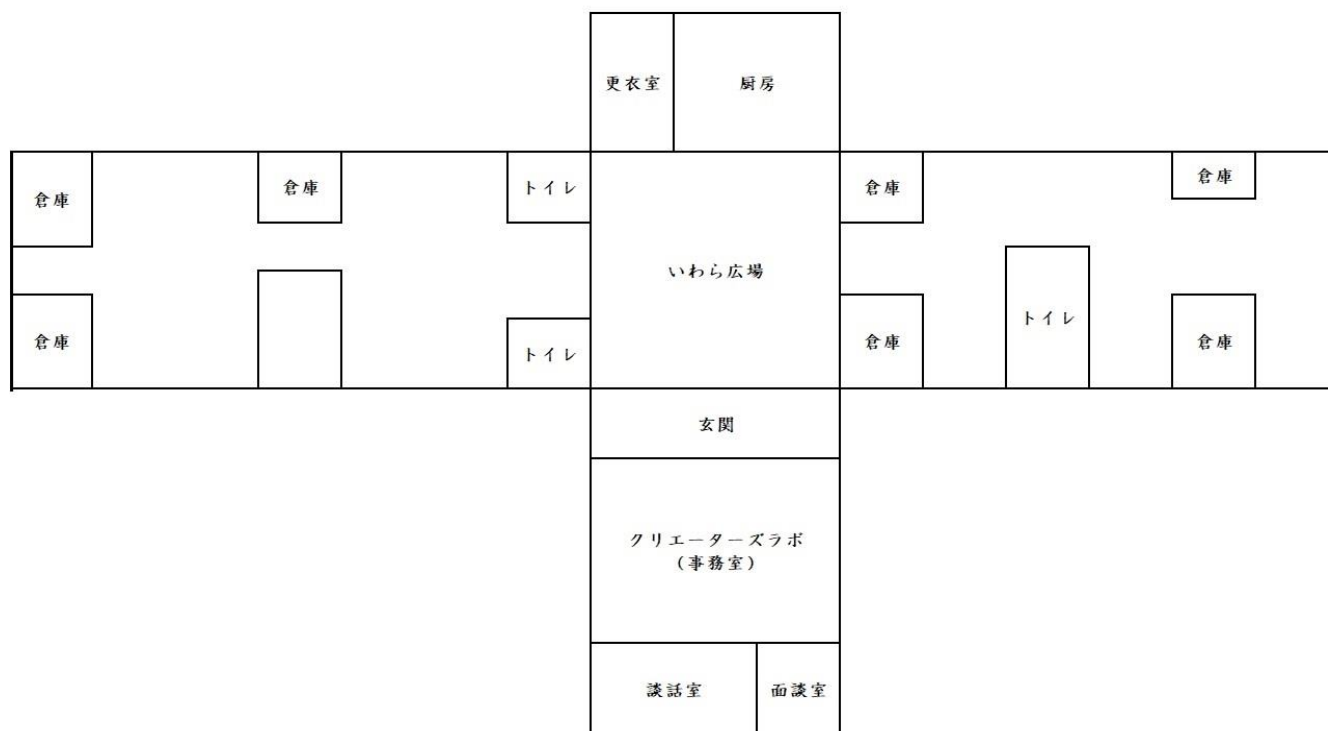 更衣室
厨房
倉庫
倉庫
トイレ
倉庫
倉庫
いわら広場
トイレ
倉庫
トイレ
倉庫
倉庫
玄関
クリエーターズラボ
(事務室)
談話室
面談室